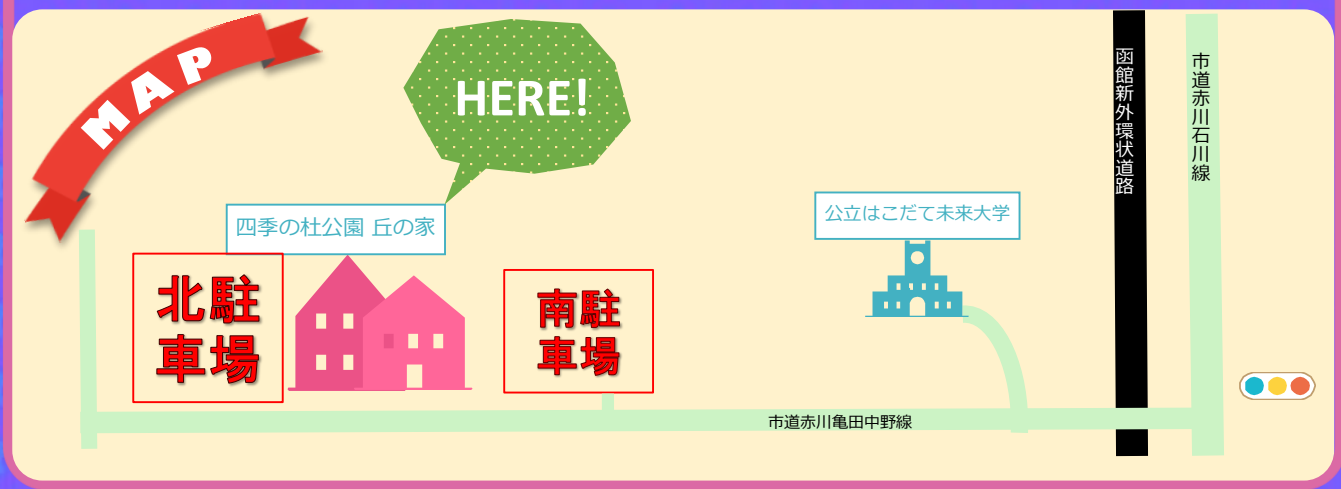 MAP
HERE!
四季の杜公園 丘の家
北駐
車場
南駐
車場
公立はこだて未来大学
函館新外環状道路
市道赤川石川線
市道赤川亀田中野線